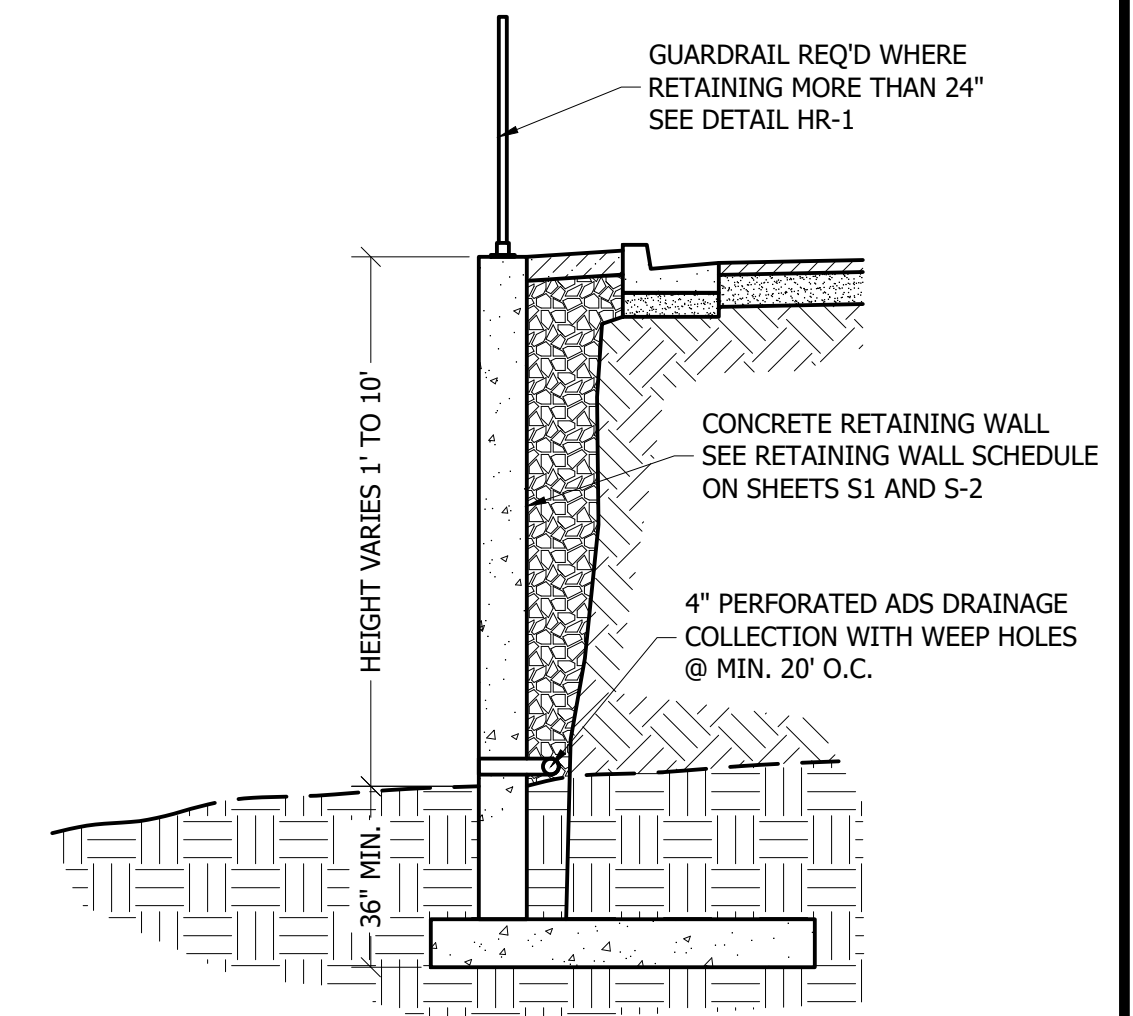 GUARDRAIL REQ'D WHERE
RETAINING MORE THAN 24"
SEE DETAIL HR-1
HEIGHT VARIES 1' TO 10'
CONCRETE RETAINING WALL
SEE RETAINING WALL SCHEDULE
ON SHEETS S1 AND S-2
4" PERFORATED ADS DRAINAGE
COLLECTION WITH WEEP HOLES
@ MIN. 20' O.C.
36" MIN.